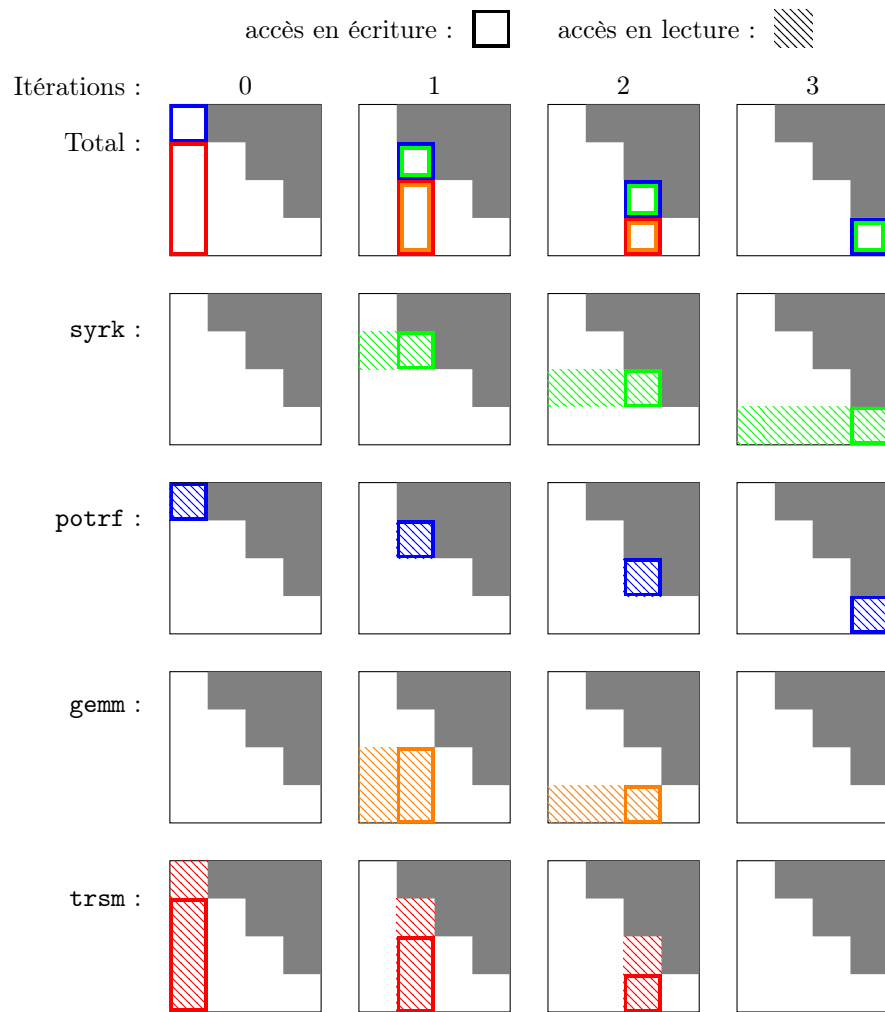 accès en écriture : accès en lecture :
Itérations : 0 1 2 3
Total :
syrk :
potrf :
gemm :
trsm :